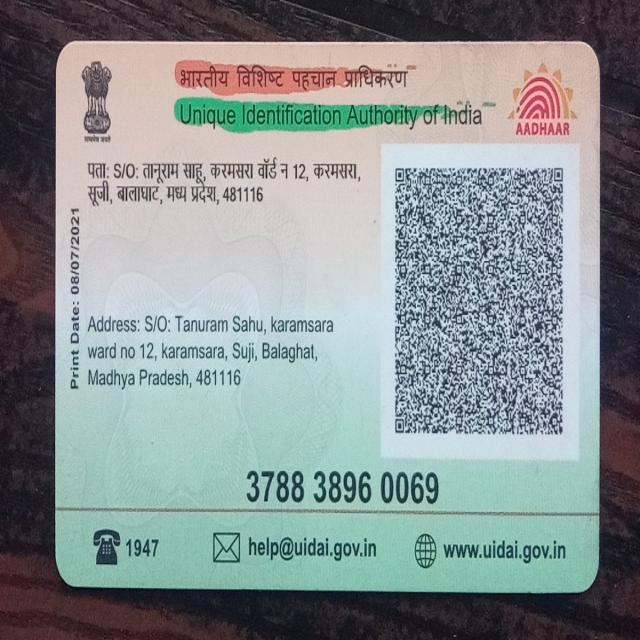 भारतीय विशिष्ट पहचान प्राधिकरण
Unique Identification Authority of India
AADHAAR
सत्यमेव जयते
पता: S/O: तानूराम साहू, करमसरा वॉर्ड न 12, करमसरा,
सूजी, बालाघाट, मध्य प्रदेश, 481116
Print Date: 08/07/2021
Address: S/O: Tanuram Sahu, karamsara
ward no 12, karamsara, Suji, Balaghat,
Madhya Pradesh, 481116
3788 3896 0069
1947
help@uidai.gov.in
www.uidai.gov.in